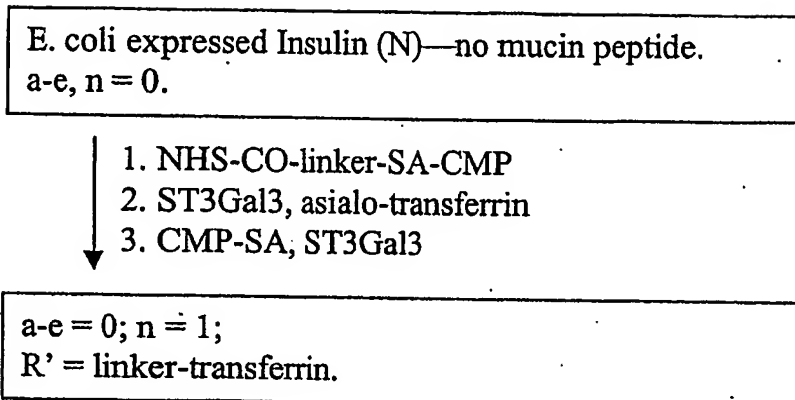 E. coli expressed Insulin (N)—no mucin peptide.
a-e, n = 0.
1. NHS-CO-linker-SA-CMP
2. ST3Gal3, asialo-transferrin
3. CMP-SA, ST3Gal3
a-e = 0; n = 1;
R’ = linker-transferrin.